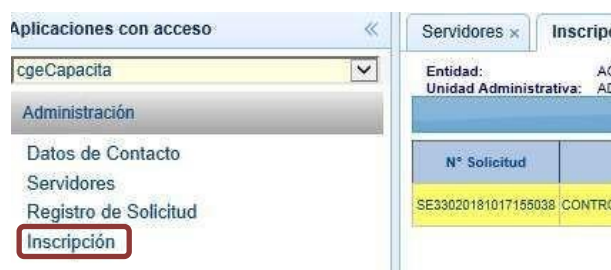 Aplicaciones con acceso
cgeCapacita
Administración
Datos de Contacto
Servidores
Registro de Solicitud
Inscripción
Servidores ×
Entidad:
Unidad Administrativa:
N° Solicitud
SE33020181017155038